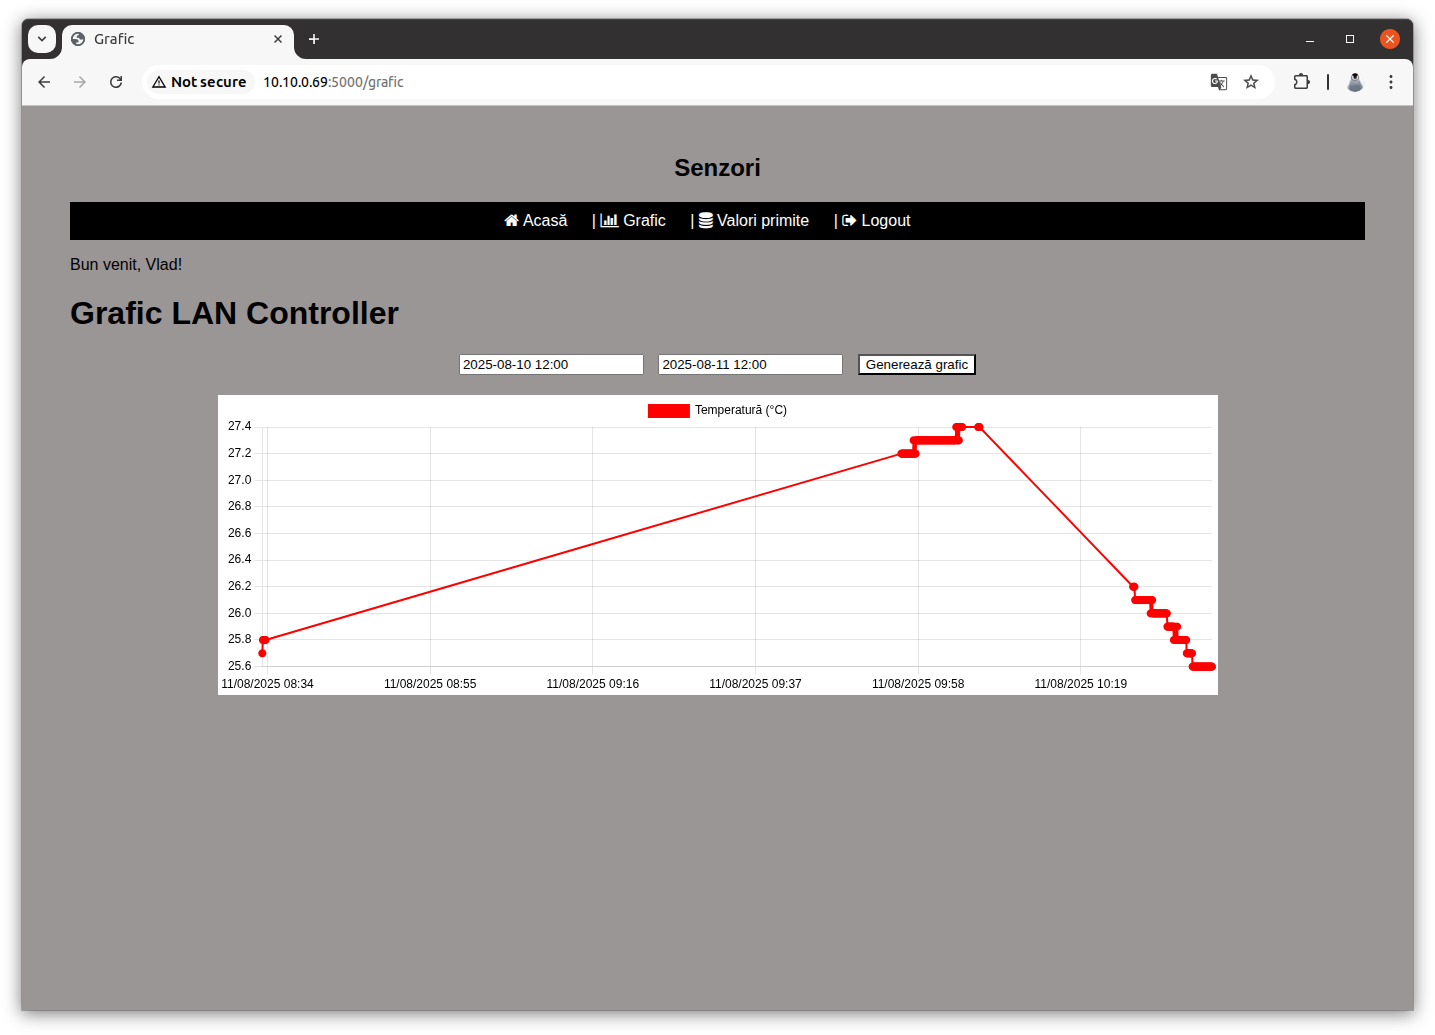 Grafic
Not secure 10.10.0.69:5000/grafic
Senzori
Acasă | Grafic | Valori primite | Logout
Bun venit, Vlad!
Grafic LAN Controller
2025-08-10 12:00 2025-08-11 12:00 Generează grafic
Temperatură (°C)
27.4
27.2
27.0
26.8
26.6
26.4
26.2
26.0
25.8
25.6
11/08/2025 08:34 11/08/2025 08:55 11/08/2025 09:16 11/08/2025 09:37 11/08/2025 09:58 11/08/2025 10:19